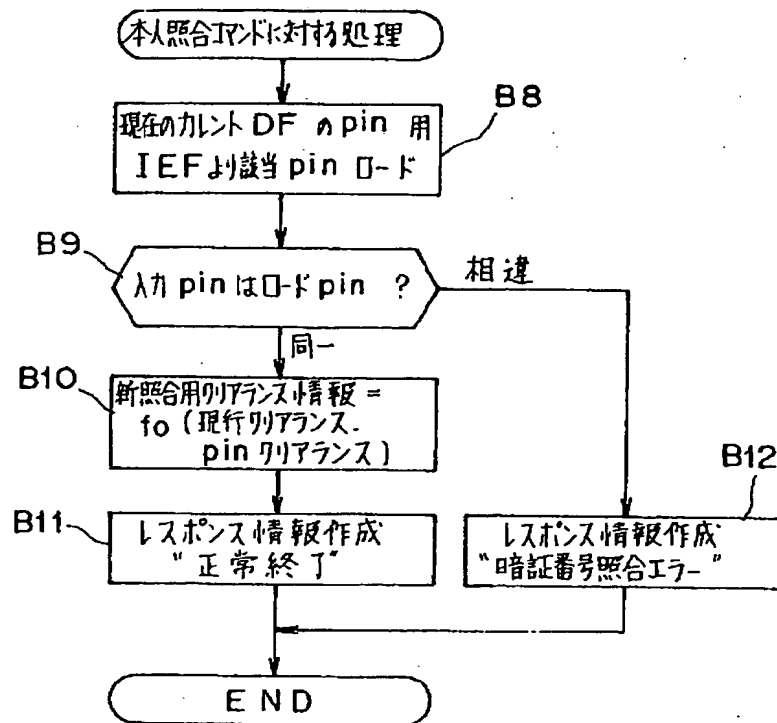 本人照合コマンドに対する処理
B8
現在のカレントDFのpin用
IEFより該当pinロード
B9
入力pinはロードpin ?
相違
同一
B10
新照合用クリアランス情報=
fo(現行クリアランス.
pinクリアランス)
B12
B11
レスポンス情報作成
"正常終了"
レスポンス情報作成
"暗証番号照合エラー"
END